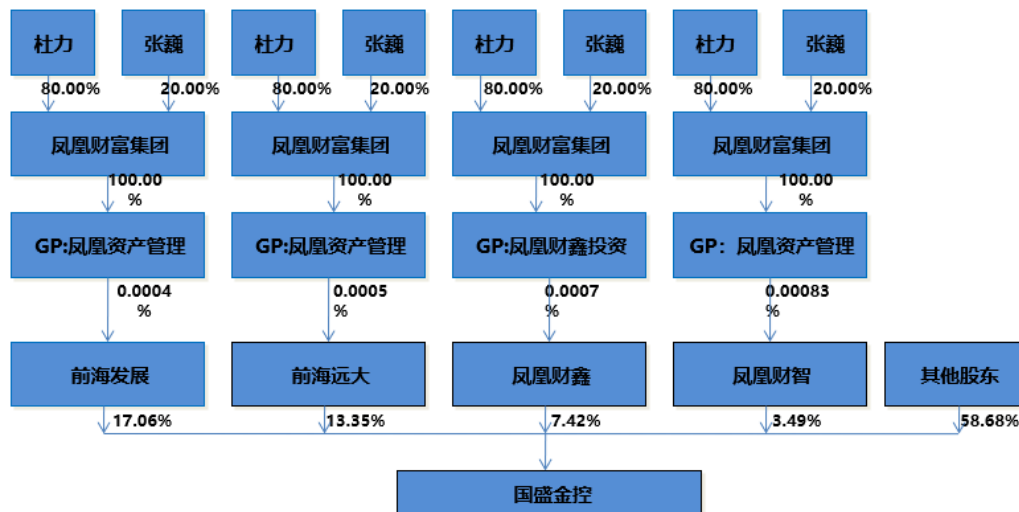 杜力 张巍 杜力 张巍 杜力 张巍 杜力 张巍
80.00% 20.00% 80.00% 20.00% 80.00% 20.00% 80.00% 20.00%
凤凰财富集团 凤凰财富集团 凤凰财富集团 凤凰财富集团
100.00 100.00 100.00 100.00
% % % %
GP:凤凰资产管理 GP:凤凰资产管理 GP:凤凰财鑫投资 GP：凤凰资产管理
0.0004 0.0005 0.0007 0.00083
% % % %
前海发展 前海远大 凤凰财鑫 凤凰财智 其他股东
17.06% 13.35% 7.42% 3.49% 58.68%
国盛金控